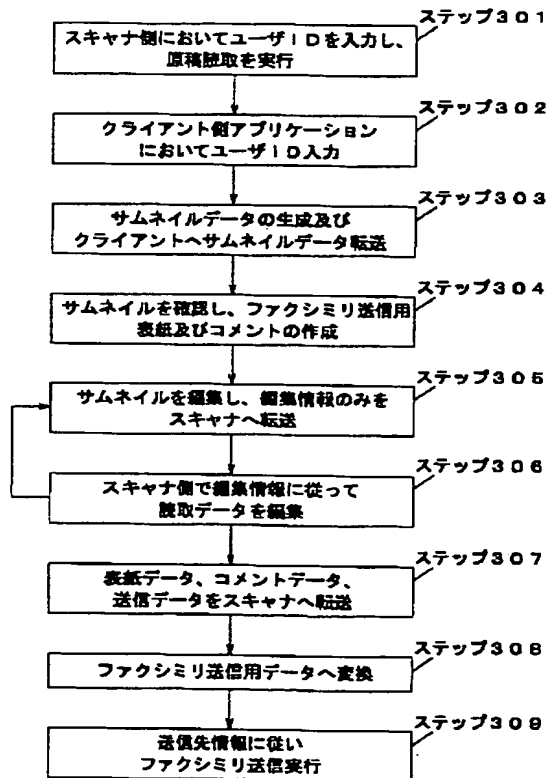 ステップ301
スキャナ側においてユーザIDを入力し、
原稿読取を実行
ステップ302
クライアント側アプリケーション
においてユーザID入力
ステップ303
サムネイルデータの生成及び
クライアントへサムネイルデータ転送
ステップ304
サムネイルを確認し、ファクシミリ送信用
表紙及びコメントの作成
ステップ305
サムネイルを編集し、編集情報のみを
スキャナへ転送
ステップ306
スキャナ側で編集情報に従って
読取データを編集
ステップ307
表紙データ、コメントデータ、
送信データをスキャナへ転送
ステップ308
ファクシミリ送信用データへ変換
ステップ309
送信先情報に従い
ファクシミリ送信実行